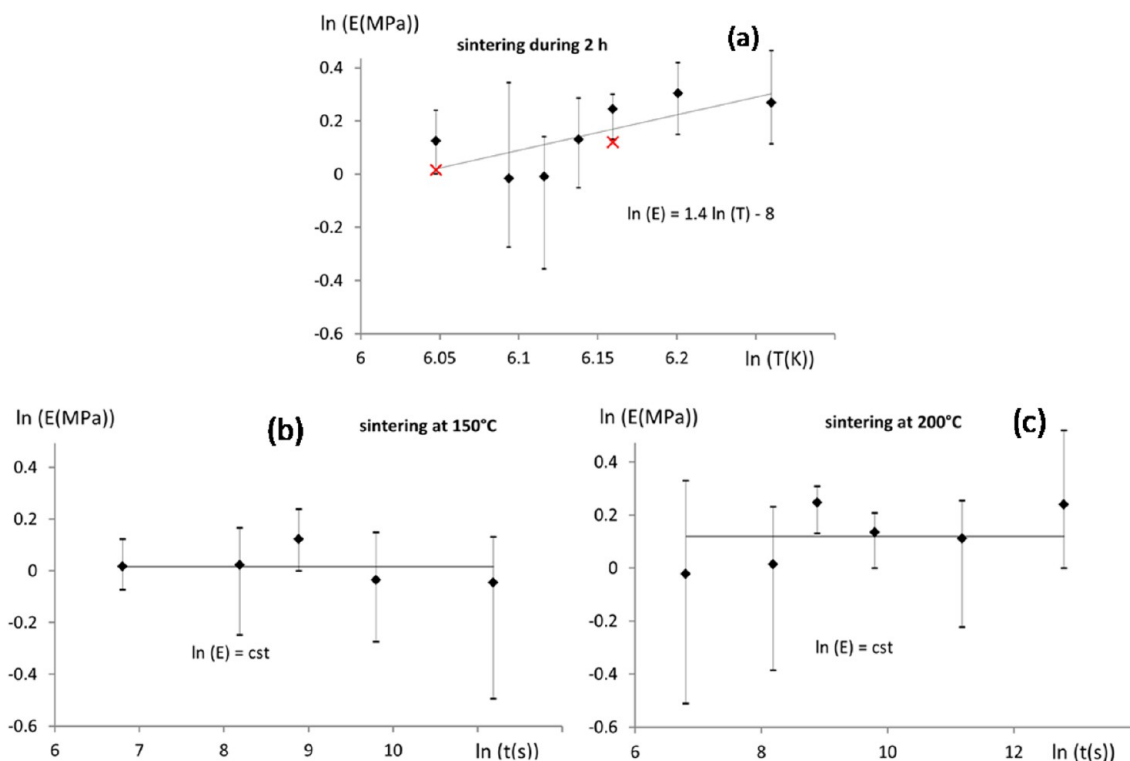 ln (E(MPa))
sintering during 2 h
(a)
0.4
0.2
0
-0.2
-0.4
-0.6
ln (E) = 1.4 ln (T) - 8
6 6.05 6.1 6.15 6.2 ln (T(K))
ln (E(MPa))
(b)
sintering at 150°C
0.4
0.2
0
-0.2
-0.4
-0.6
ln (E) = cst
6 7 8 9 10 ln (t(s))
ln (E(MPa))
sintering at 200°C
(c)
0.4
0.2
0
-0.2
-0.4
-0.6
ln (E) = cst
6 8 10 12 ln (t(s))